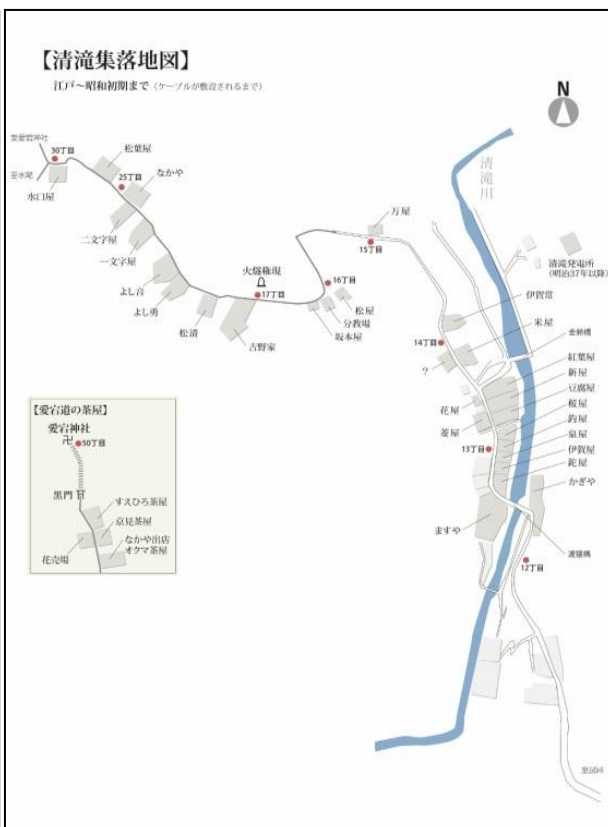 【清滝集落地図】
江戸～昭和初期まで(ケーブルが敷設されるまで)
N
至愛宕神社
30丁目
至水尾
水口屋
松葉屋
25丁目
なかや
二文字屋
一文字屋
よし音
よし勇
松清
火燧権現
17丁目
吉野家
万屋
15丁目
16丁目
松屋
分教場
坂本屋
清滝川
清滝発電所
(明治37年以降)
伊賀常
米屋
金鈴橋
14丁目
?
紅葉屋
新屋
豆腐屋
桜屋
釣屋
泉屋
伊賀屋
鉈屋
かぎや
花屋
菱屋
13丁目
ますや
渡猿橋
12丁目
至試峠
【愛宕道の茶屋】
愛宕神社
卍
50丁目
黒門
すえひろ茶屋
京見茶屋
なかや出店
オクマ茶屋
花売場